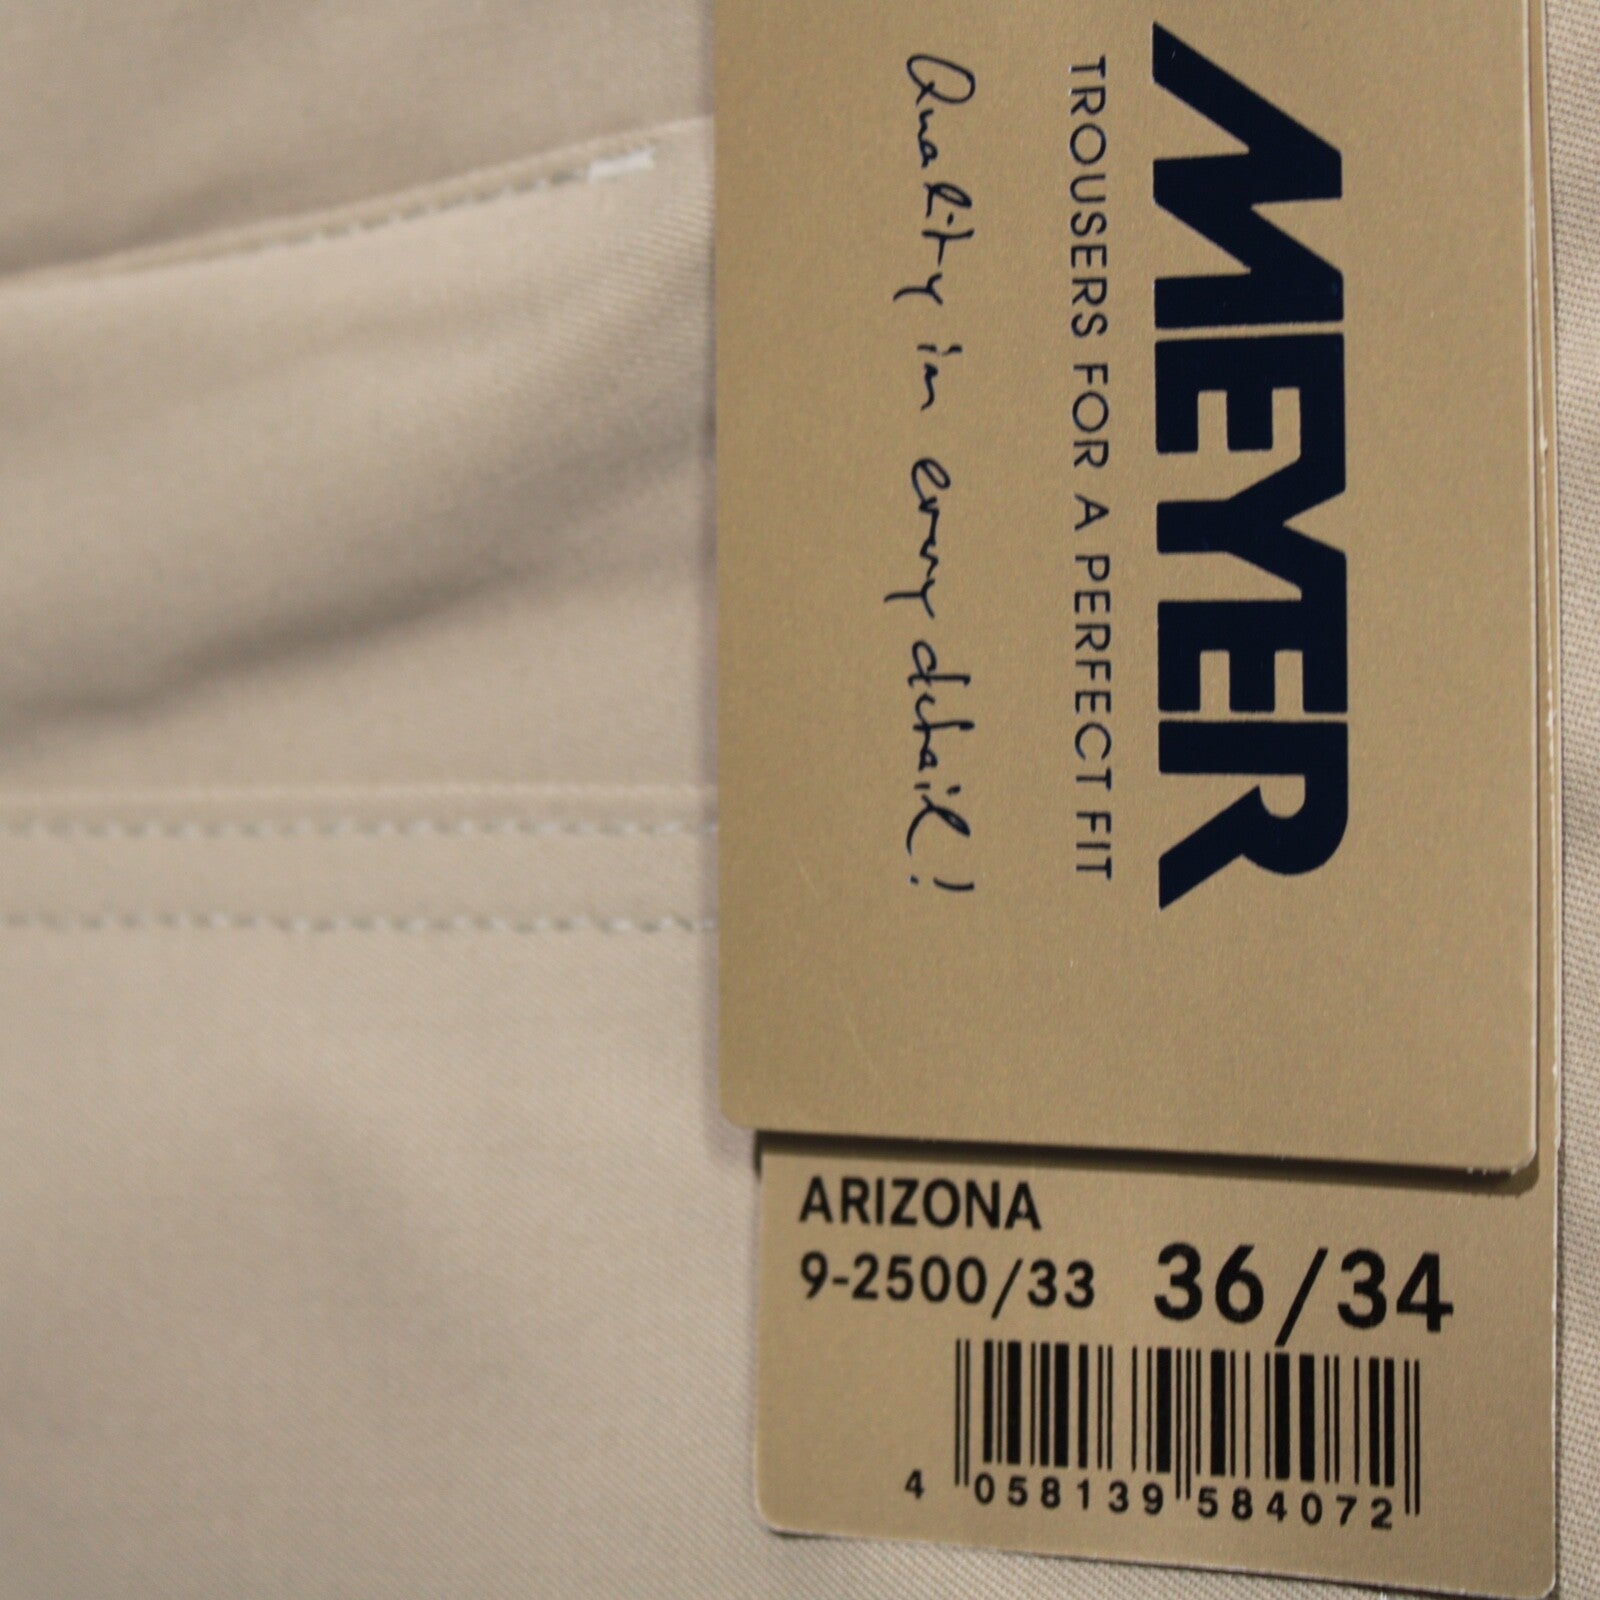 MEYER
TROUSERS FOR A PERFECT FIT
Quality in every detail!
ARIZONA
9-2500/33 36/34
4 058139 584072